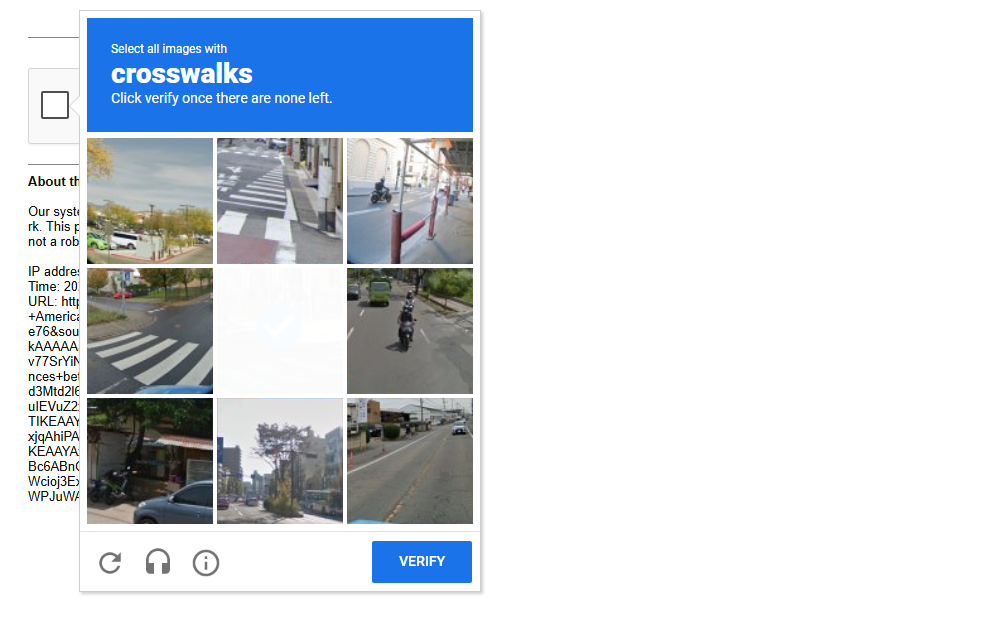 Select all images with
crosswalks
Click verify once there are none left.
About th
Our syste
rk. This p
not a rob
IP addres
Time: 20
URL: http
+America
e76&sou
kAAAAA
v77SrYiN
nces+bef
d3Mtd2l6
TIKEAAY
xjqAhiPA
KEAAYA
Bc6ABnC
Wcioj3Ex
WPJuWA
VERIFY